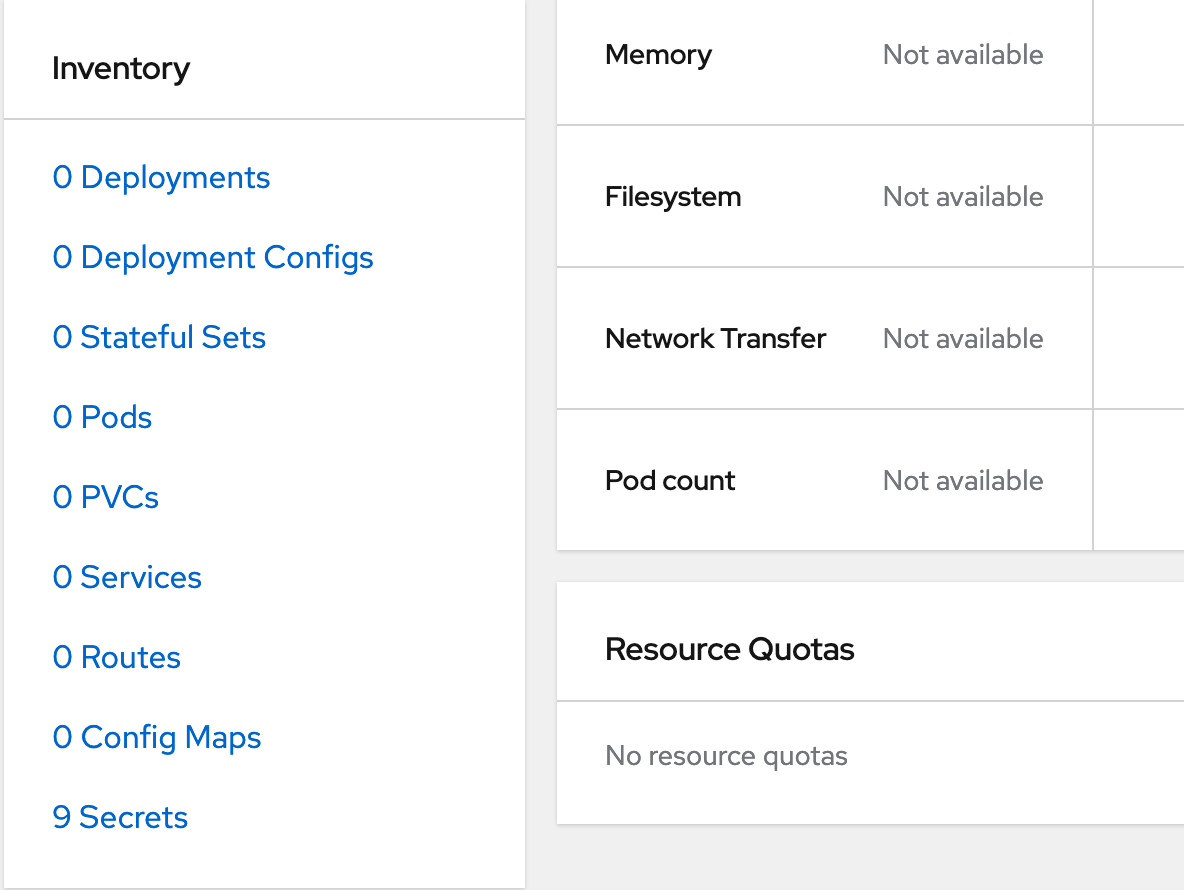 Inventory
0 Deployments
0 Deployment Configs
0 Stateful Sets
0 Pods
0 PVCs
0 Services
0 Routes
0 Config Maps
9 Secrets
Memory Not available
Filesystem Not available
Network Transfer Not available
Pod count Not available
Resource Quotas
No resource quotas